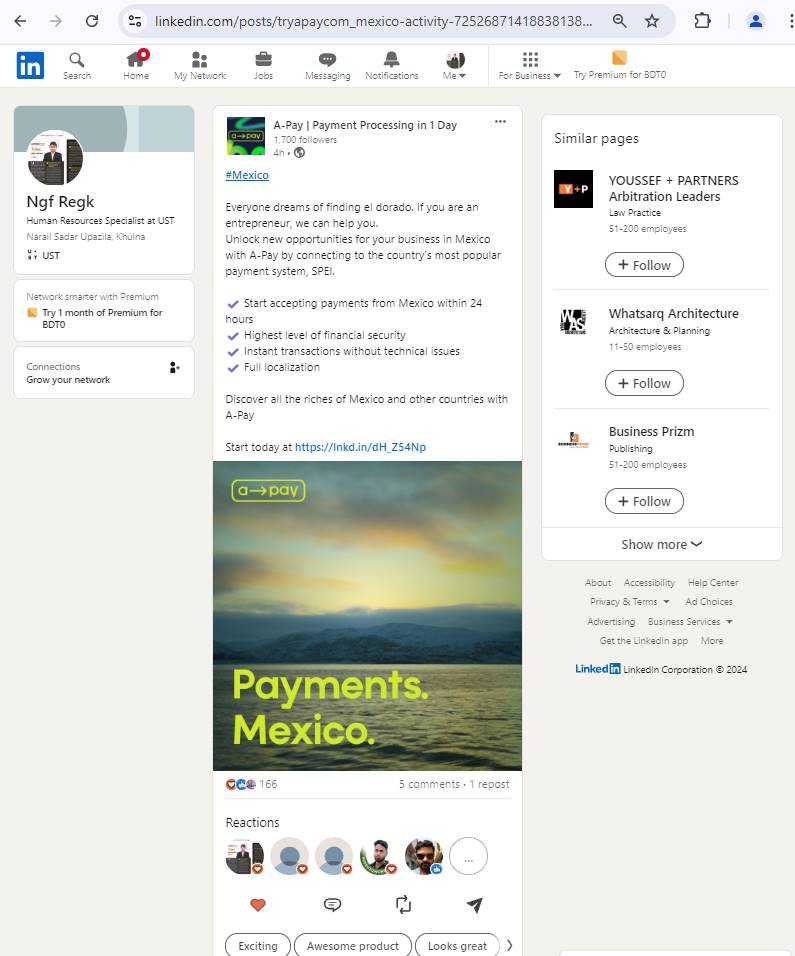 linkedin.com/posts/tryapaycom_mexico-activity-72526871418838138...
Search
Home
My Network
Jobs
Messaging
Notifications
Me
For Business
Try Premium for BDT0
Ngf Regk
Human Resources Specialist at UST
Narail Sadar Upazila, Khulna
UST
Network smarter with Premium
Try 1 month of Premium for
BDT0
Connections
Grow your network
a→pay
A-Pay | Payment Processing in 1 Day
1,700 followers
4h •
#Mexico
Everyone dreams of finding el dorado. If you are an
entrepreneur, we can help you.
Unlock new opportunities for your business in Mexico
with A-Pay by connecting to the country's most popular
payment system, SPEI.
Start accepting payments from Mexico within 24
hours
Highest level of financial security
Instant transactions without technical issues
Full localization
Discover all the riches of Mexico and other countries with
A-Pay
Start today at https://lnkd.in/dH_Z54Np
a→pay
Payments.
Mexico.
166
5 comments • 1 repost
Reactions
...
Exciting
Awesome product
Looks great
Similar pages
Y+P
YOUSSEF + PARTNERS
Arbitration Leaders
Law Practice
51-200 employees
+ Follow
WAS
Whatsarq Architecture
Architecture & Planning
11-50 employees
+ Follow
Business Prizm
Publishing
51-200 employees
+ Follow
Show more
About
Accessibility
Help Center
Privacy & Terms
Ad Choices
Advertising
Business Services
Get the LinkedIn app
More
LinkedIn LinkedIn Corporation © 2024